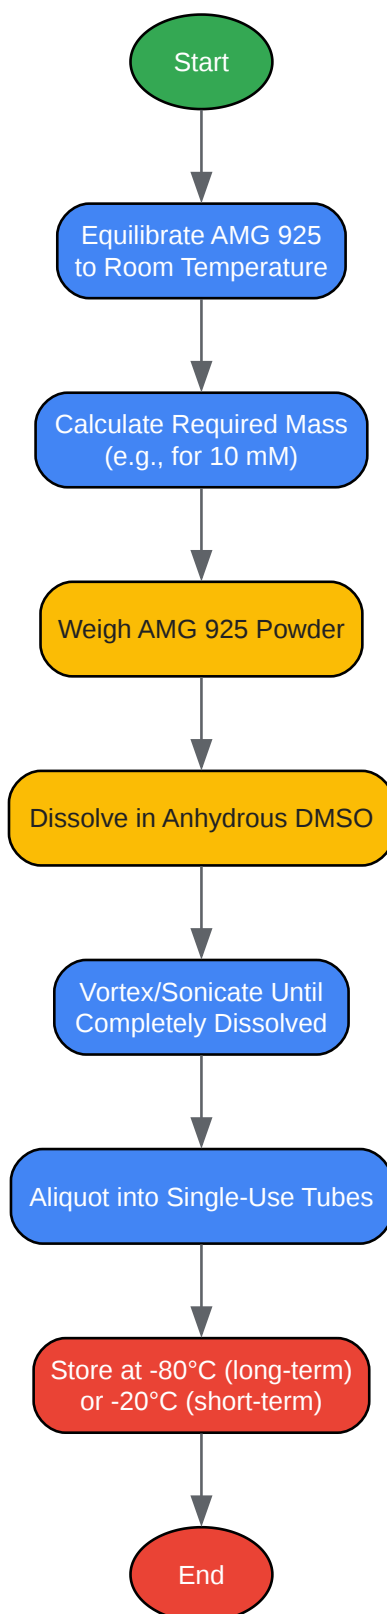 Start
Equilibrate AMG 925
to Room Temperature
Calculate Required Mass
(e.g., for 10 mM)
Weigh AMG 925 Powder
Dissolve in Anhydrous DMSO
Vortex/Sonicate Until
Completely Dissolved
Aliquot into Single-Use Tubes
Store at -80°C (long-term)
or -20°C (short-term)
End